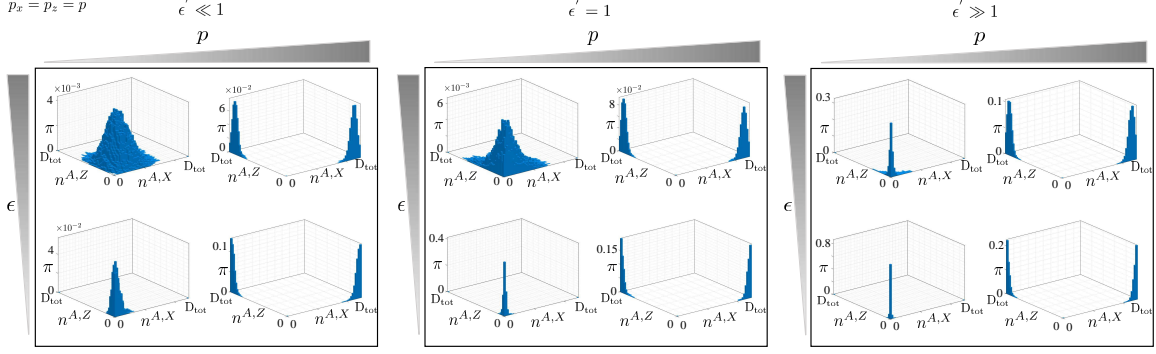 p_x = p_z = p
ϵ′ ≪ 1
ϵ′ = 1
ϵ′ ≫ 1
p
p
p
ϵ
×10⁻³
4
π
0
D_tot
n^{A,Z}
0 0
n^{A,X}
D_tot
×10⁻²
6
4
2
π
0
D_tot
n^{A,Z}
0 0
n^{A,X}
D_tot
×10⁻²
4
π
0
D_tot
n^{A,Z}
0 0
n^{A,X}
D_tot
0.1
π
0
D_tot
n^{A,Z}
0 0
n^{A,X}
D_tot
ϵ
×10⁻³
6
3
π
0
D_tot
n^{A,Z}
0 0
n^{A,X}
D_tot
×10⁻²
8
4
π
0
D_tot
n^{A,Z}
0 0
n^{A,X}
D_tot
0.4
π
0
D_tot
n^{A,Z}
0 0
n^{A,X}
D_tot
0.15
π
0
D_tot
n^{A,Z}
0 0
n^{A,X}
D_tot
ϵ
0.3
π
0
D_tot
n^{A,Z}
0 0
n^{A,X}
D_tot
0.1
π
0
D_tot
n^{A,Z}
0 0
n^{A,X}
D_tot
0.8
π
0
D_tot
n^{A,Z}
0 0
n^{A,X}
D_tot
0.2
π
0
D_tot
n^{A,Z}
0 0
n^{A,X}
D_tot